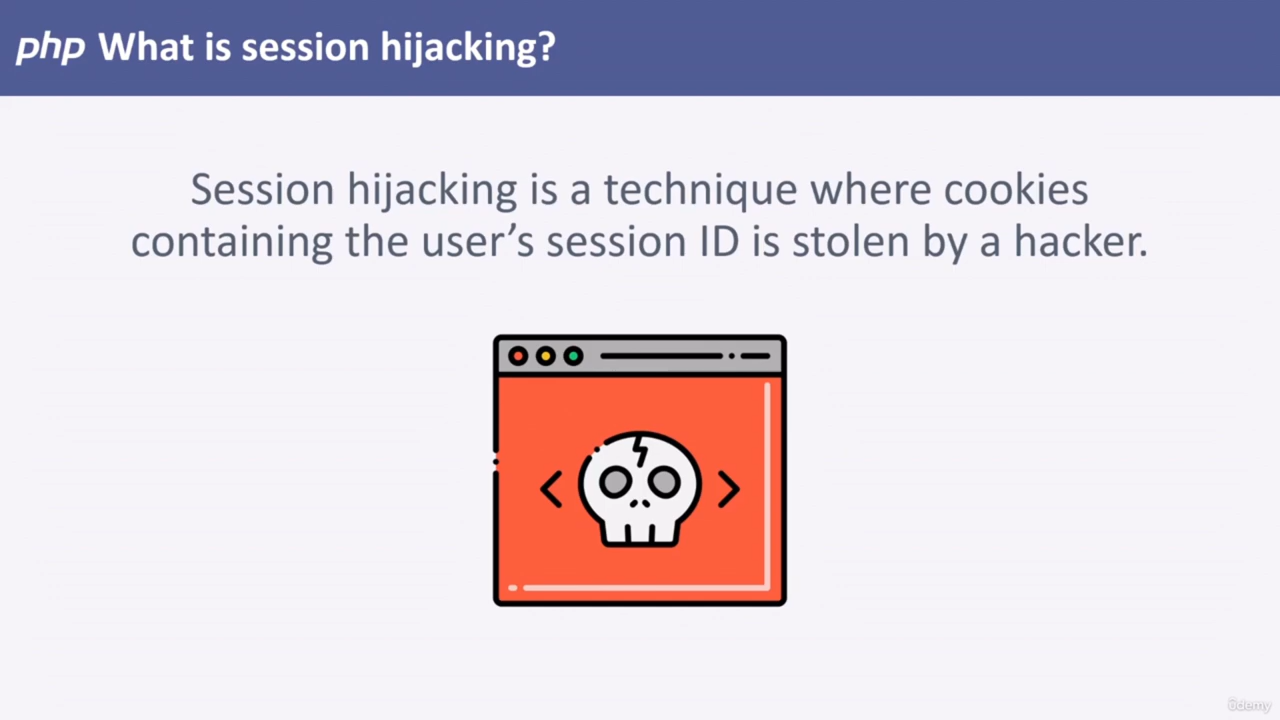 php What is session hijacking?
Session hijacking is a technique where cookies
containing the user’s session ID is stolen by a hacker.
ûdemy